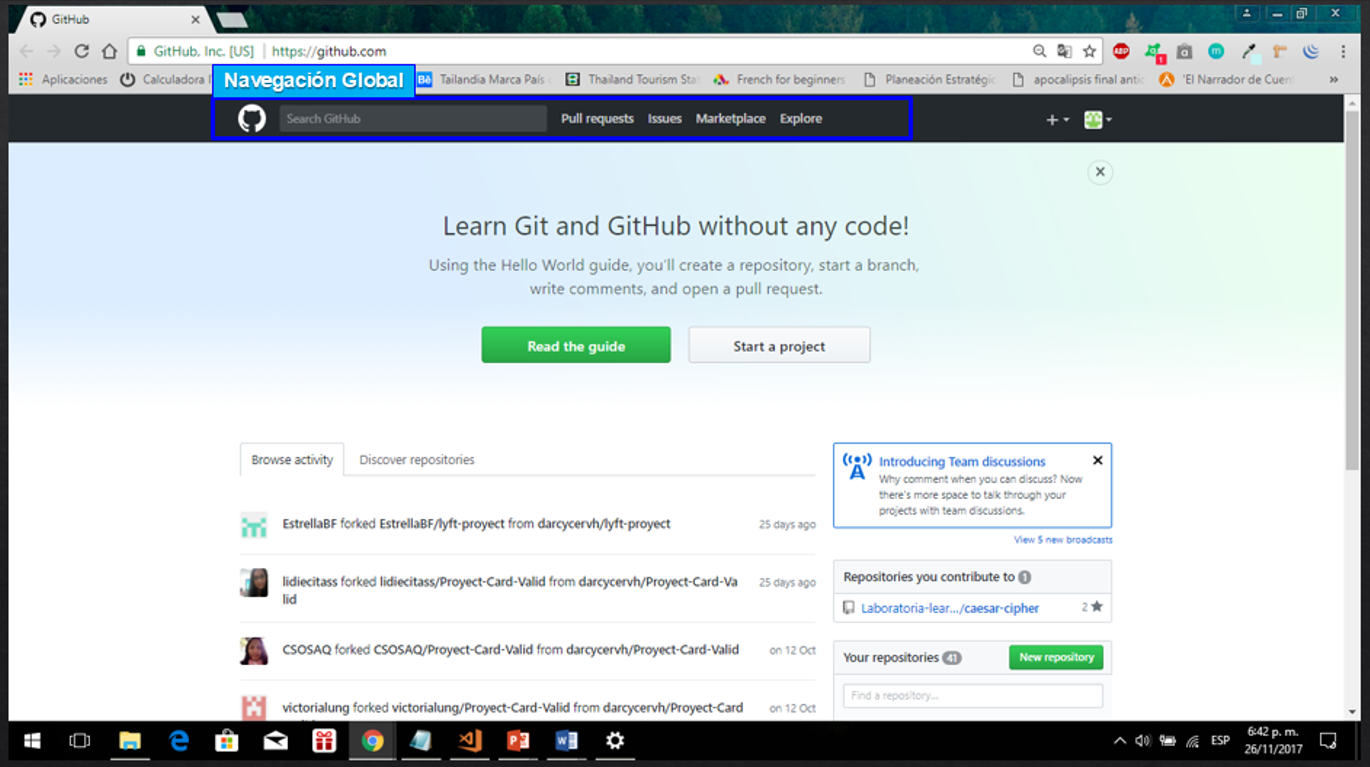 GitHub
GitHub, Inc. [US] https://github.com
Aplicaciones Calculadora Tailandia Marca País Thailand Tourism Sta French for beginners Planeación Estratégic apocalipsis final antic 'El Narrador de Cuen »
Navegación Global
Search GitHub Pull requests Issues Marketplace Explore
Learn Git and GitHub without any code!
Using the Hello World guide, you'll create a repository, start a branch,
write comments, and open a pull request.
Read the guide Start a project
Browse activity Discover repositories
EstrellaBF forked EstrellaBF/lyft-proyect from darcycervh/lyft-proyect 25 days ago
lidiecitass forked lidiecitass/Proyect-Card-Valid from darcycervh/Proyect-Card-Va 25 days ago
lid
CSOSAQ forked CSOSAQ/Proyect-Card-Valid from darcycervh/Proyect-Card-Valid on 12 Oct
victorialung forked victorialung/Proyect-Card-Valid from darcycervh/Proyect-Card on 12 Oct
Introducing Team discussions
Why comment when you can discuss? Now
there's more space to talk through your
projects with team discussions.
View 5 new broadcasts
Repositories you contribute to 1
Laboratoria-lear.../caesar-cipher 2
Your repositories 41 New repository
Find a repository...
ESP
6:42 p. m.
26/11/2017